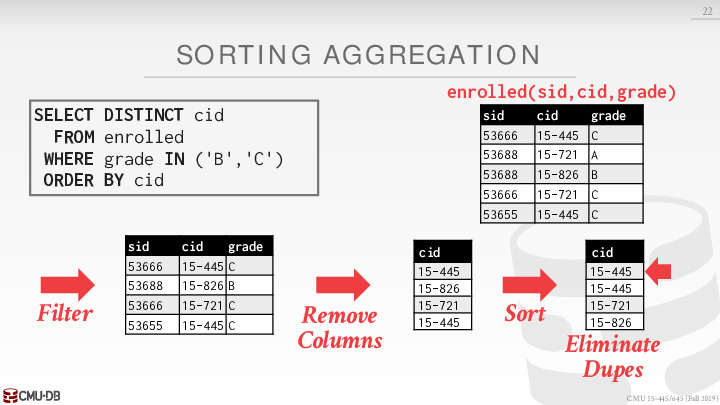 22
SORTING AGGREGATION
enrolled(sid,cid,grade)
SELECT DISTINCT cid
FROM enrolled
WHERE grade IN ('B','C')
ORDER BY cid
sid cid grade
53666 15-445 C
53688 15-721 A
53688 15-826 B
53666 15-721 C
53655 15-445 C
Filter
sid cid grade
53666 15-445 C
53688 15-826 B
53666 15-721 C
53655 15-445 C
Remove
Columns
cid
15-445
15-826
15-721
15-445
Sort
cid
15-445
15-445
15-721
15-826
Eliminate
Dupes
CMU·DB
CMU 15-445/645 (Fall 2019)